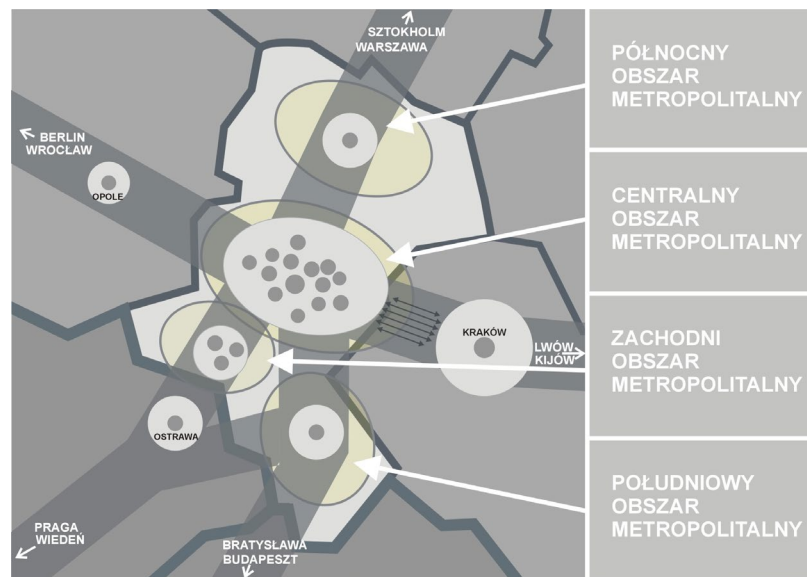 SZTOKHOLM
WARSZAWA
BERLIN
WROCŁAW
OPOLE
KRAKÓW
LWÓW
KIJÓW
OSTRAWA
PRAGA
WIEDEŃ
BRATYSŁAWA
BUDAPESZT
PÓŁNOCNY
OBSZAR
METROPOLITALNY
CENTRALNY
OBSZAR
METROPOLITALNY
ZACHODNI
OBSZAR
METROPOLITALNY
POŁUDNIOWY
OBSZAR
METROPOLITALNY